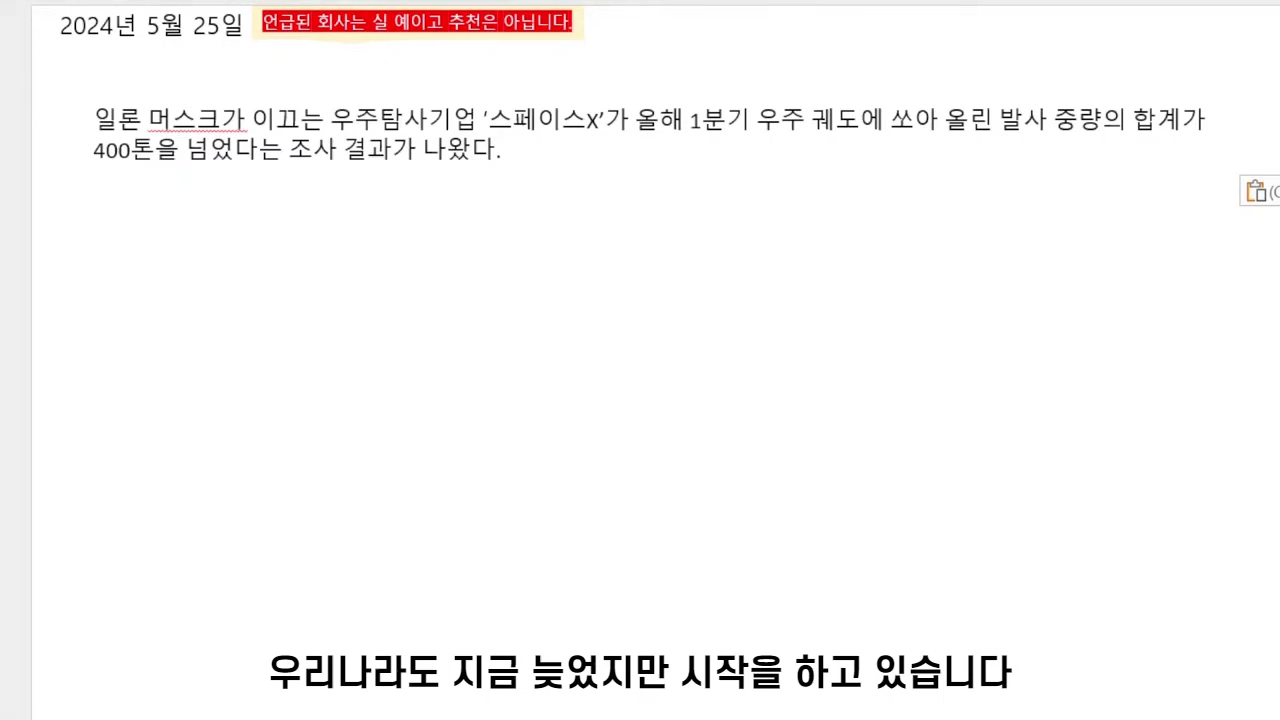 2024년 5월 25일 언급된 회사는 실 예이고 추천은 아닙니다.
일론 머스크가 이끄는 우주탐사기업 ‘스페이스X’가 올해 1분기 우주 궤도에 쏘아 올린 발사 중량의 합계가
400톤을 넘었다는 조사 결과가 나왔다.
우리나라도 지금 늦었지만 시작을 하고 있습니다